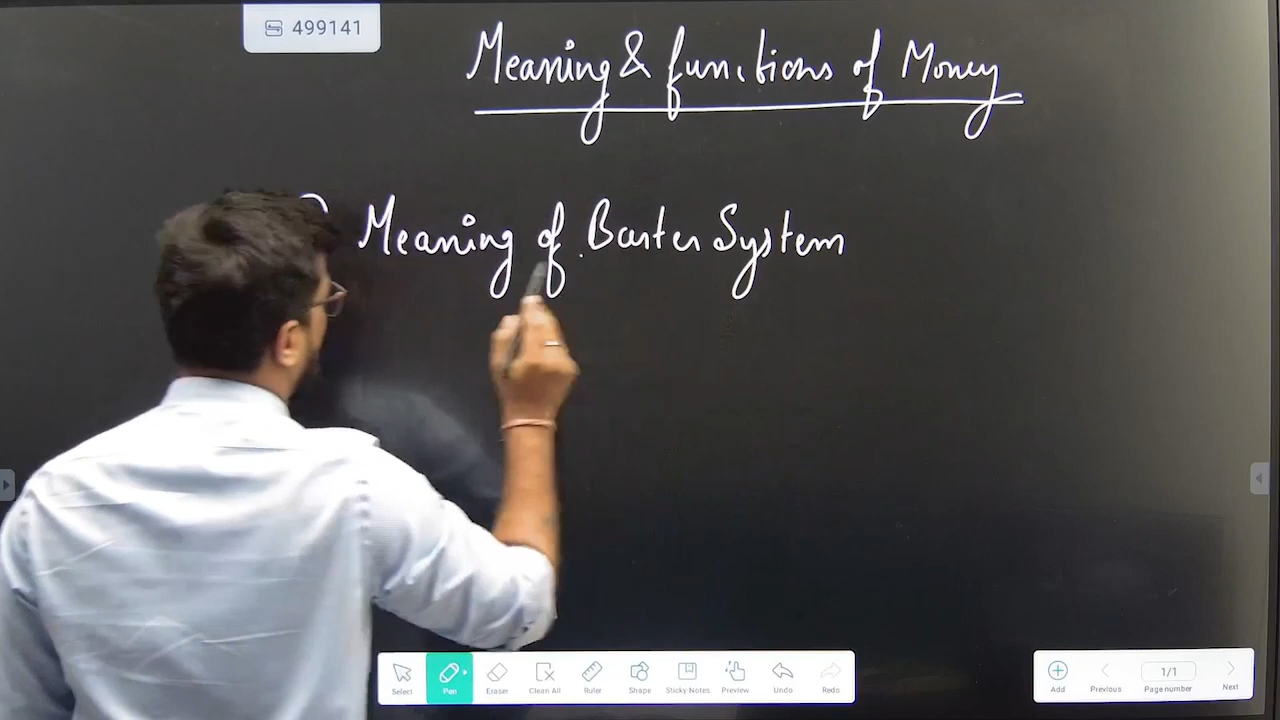 499141
Meaning & functions of Money
Meaning of Barter System
Select Pen Eraser Clean All Ruler Shape Sticky Notes Preview Undo Redo
Add Previous 1/1 Page number Next